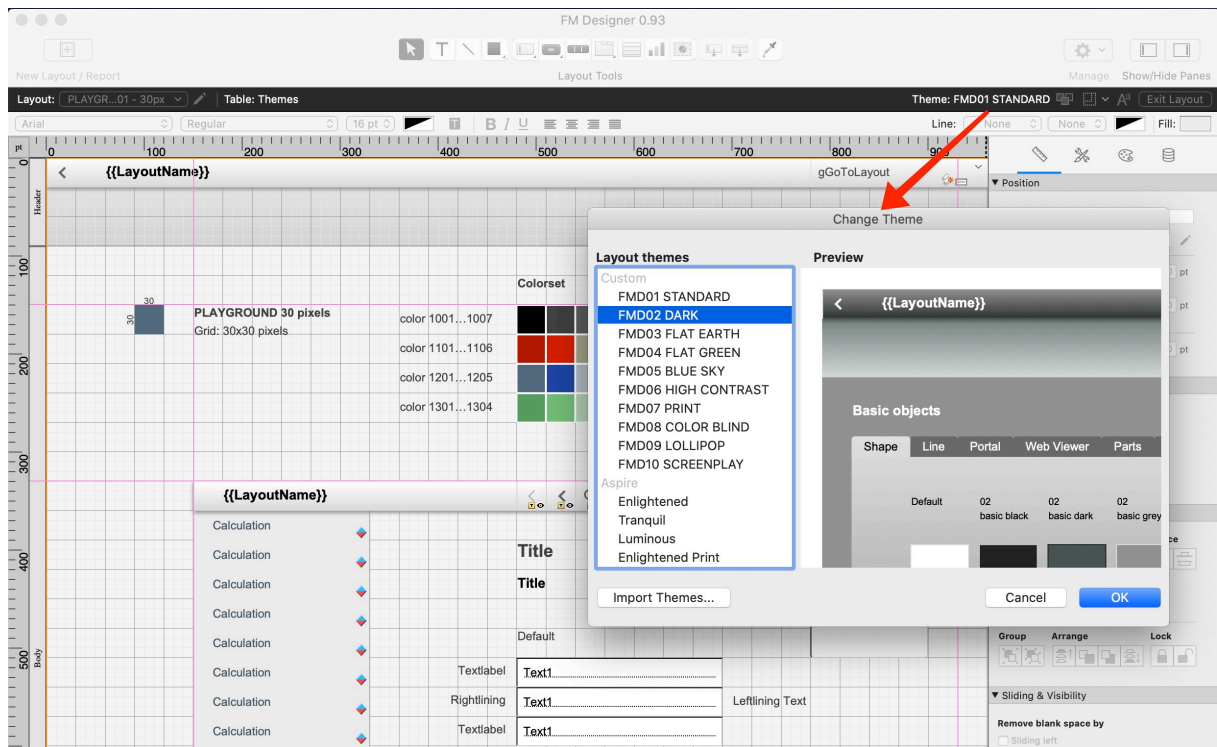 FM Designer 0.93
New Layout / Report
Layout Tools
Manage
Show/Hide Panes
Layout:
PLAYGR...01 - 30px
Table: Themes
Theme: FMD01 STANDARD
Aa
Exit Layout
Arial
Regular
16 pt
B I U
Line:
None
None
Fill:
pt
0
100
200
300
400
500
600
700
800
900
0
100
200
300
400
500
Header
Body
{{LayoutName}}
gGoToLayout
Position
pt
pt
pt
30
30
PLAYGROUND 30 pixels
Grid: 30x30 pixels
Colorset
color 1001...1007
color 1101...1106
color 1201...1205
color 1301...1304
{{LayoutName}}
Calculation
Calculation
Calculation
Calculation
Calculation
Calculation
Calculation
Calculation
Title
Title
Default
Textlabel
Text1
Rightlining
Text1
Leftlining Text
Textlabel
Text1
Change Theme
Layout themes
Custom
FMD01 STANDARD
FMD02 DARK
FMD03 FLAT EARTH
FMD04 FLAT GREEN
FMD05 BLUE SKY
FMD06 HIGH CONTRAST
FMD07 PRINT
FMD08 COLOR BLIND
FMD09 LOLLIPOP
FMD10 SCREENPLAY
Aspire
Enlightened
Tranquil
Luminous
Enlightened Print
Import Themes...
Preview
{{LayoutName}}
Basic objects
Shape
Line
Portal
Web Viewer
Parts
Default
02
basic black
02
basic dark
02
basic grey
Cancel
OK
Group
Arrange
Lock
Sliding & Visibility
Remove blank space by
Sliding left